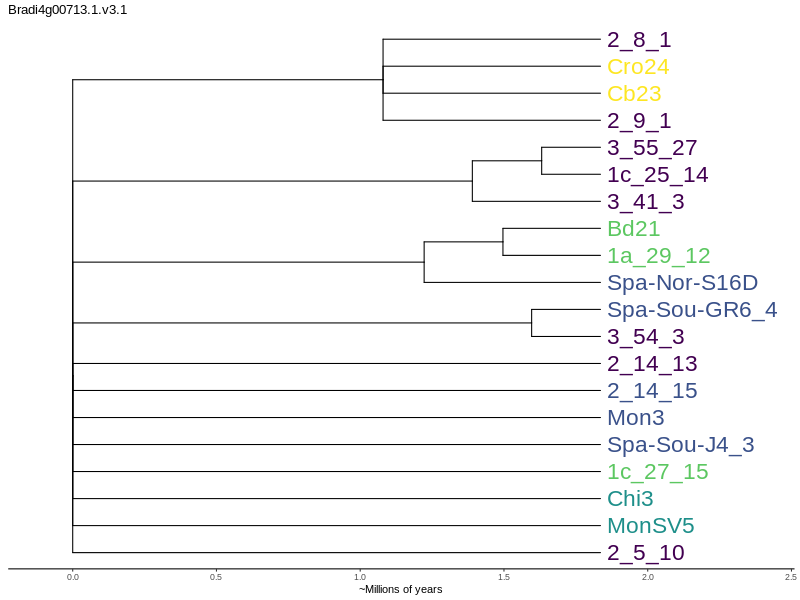 Bradi4g00713.1.v3.1
2_8_1
Cro24
Cb23
2_9_1
3_55_27
1c_25_14
3_41_3
Bd21
1a_29_12
Spa-Nor-S16D
Spa-Sou-GR6_4
3_54_3
2_14_13
2_14_15
Mon3
Spa-Sou-J4_3
1c_27_15
Chi3
MonSV5
2_5_10
0.0 0.5 1.0 1.5 2.0 2.5
~Millions of years